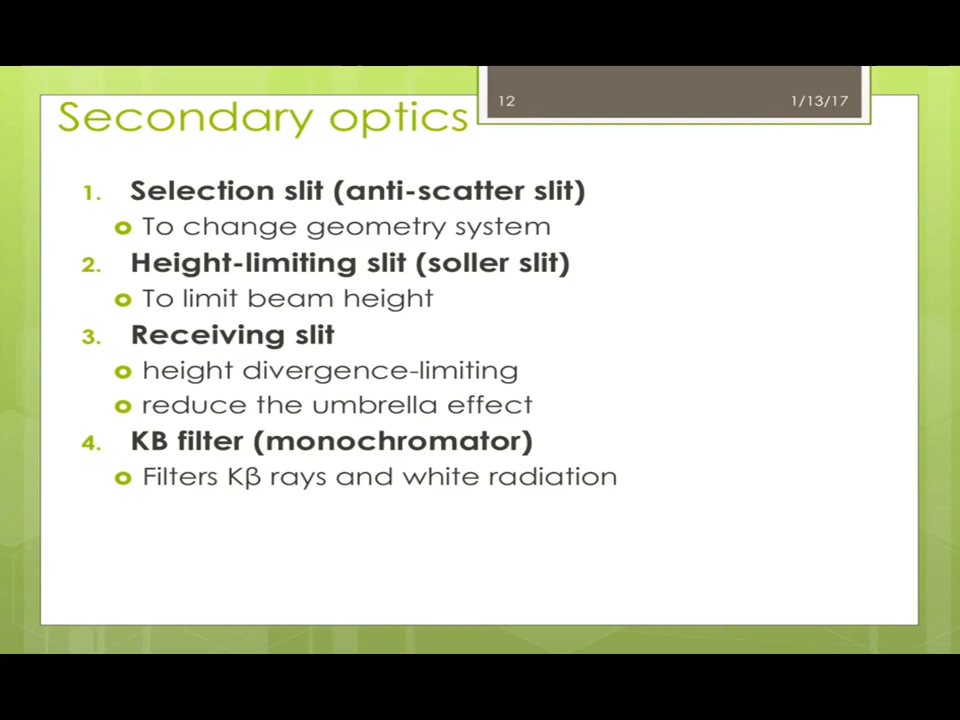 12 1/13/17
Secondary optics
1. Selection slit (anti-scatter slit)
o To change geometry system
2. Height-limiting slit (soller slit)
o To limit beam height
3. Receiving slit
o height divergence-limiting
o reduce the umbrella effect
4. KB filter (monochromator)
o Filters Kβ rays and white radiation